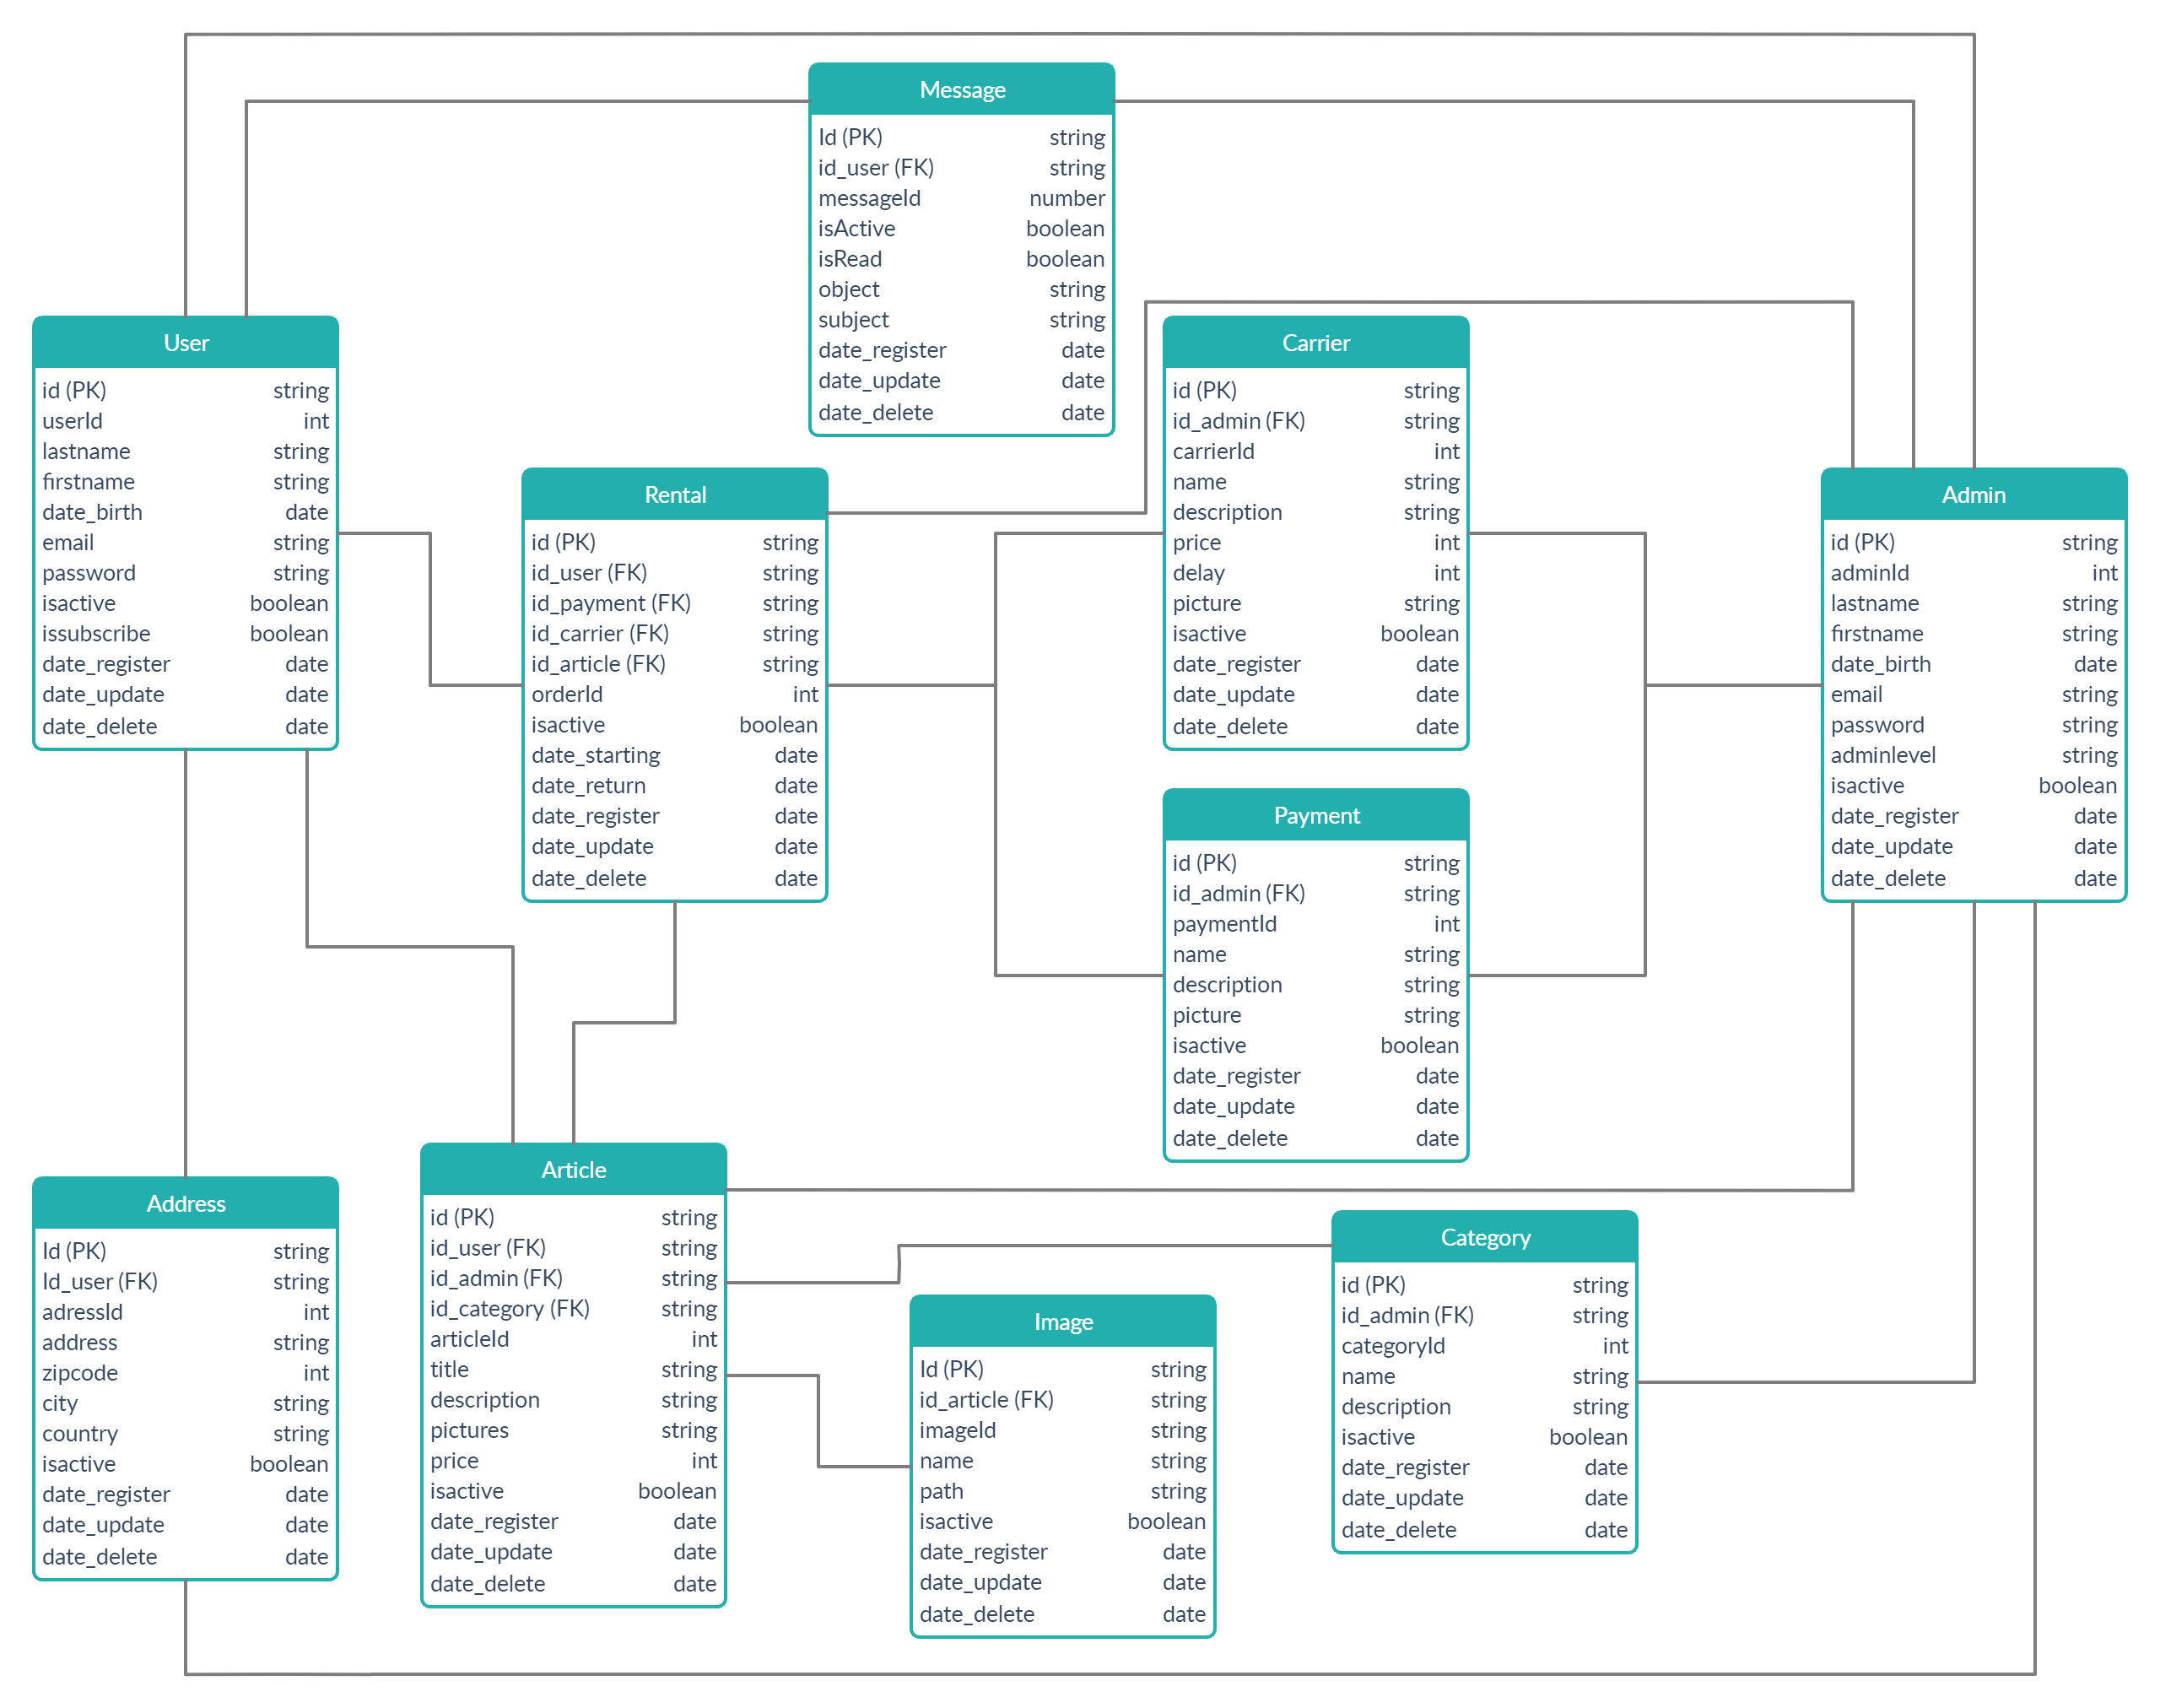 Message
Id (PK) string
id_user (FK) string
messageId number
isActive boolean
isRead boolean
object string
subject string
date_register date
date_update date
date_delete date
User
id (PK) string
userId int
lastname string
firstname string
date_birth date
email string
password string
isactive boolean
issubscribe boolean
date_register date
date_update date
date_delete date
Rental
id (PK) string
id_user (FK) string
id_payment (FK) string
id_carrier (FK) string
id_article (FK) string
orderId int
isactive boolean
date_starting date
date_return date
date_register date
date_update date
date_delete date
Carrier
id (PK) string
id_admin (FK) string
carrierId int
name string
description string
price int
delay int
picture string
isactive boolean
date_register date
date_update date
date_delete date
Admin
id (PK) string
adminId int
lastname string
firstname string
date_birth date
email string
password string
adminlevel string
isactive boolean
date_register date
date_update date
date_delete date
Payment
id (PK) string
id_admin (FK) string
paymentId int
name string
description string
picture string
isactive boolean
date_register date
date_update date
date_delete date
Address
Id (PK) string
Id_user (FK) string
adressId int
address string
zipcode int
city string
country string
isactive boolean
date_register date
date_update date
date_delete date
Article
id (PK) string
id_user (FK) string
id_admin (FK) string
id_category (FK) string
articleId int
title string
description string
pictures string
price int
isactive boolean
date_register date
date_update date
date_delete date
Image
Id (PK) string
id_article (FK) string
imageId string
name string
path string
isactive boolean
date_register date
date_update date
date_delete date
Category
id (PK) string
id_admin (FK) string
categoryId int
name string
description string
isactive boolean
date_register date
date_update date
date_delete date